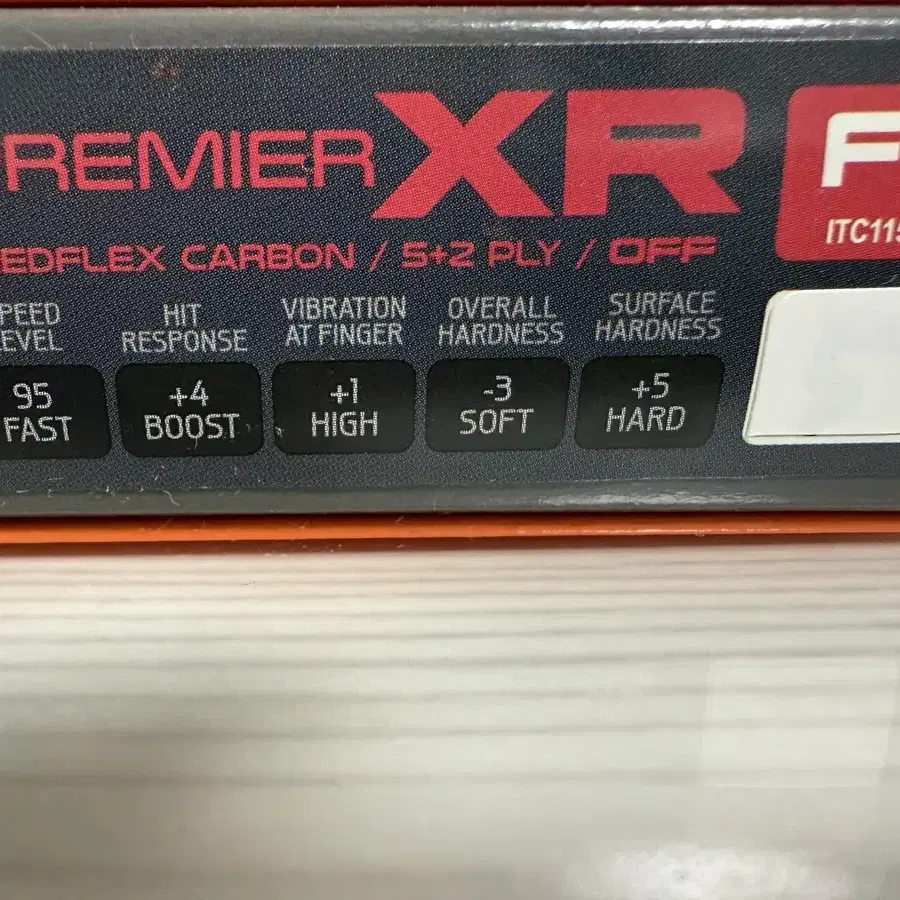 REMIER XR F
ITC115
EDFLEX CARBON / 5+2 PLY / OFF
PEED LEVEL
HIT RESPONSE
VIBRATION AT FINGER
OVERALL HARDNESS
SURFACE HARDNESS
95 FAST
+4 BOOST
+1 HIGH
-3 SOFT
+5 HARD